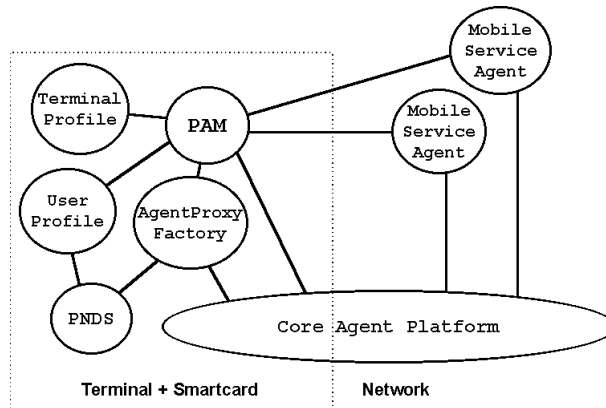 Mobile
Service
Agent
Terminal
Profile
PAM
Mobile
Service
Agent
User
Profile
AgentProxy
Factory
PNDS
Core Agent Platform
Terminal + Smartcard
Network